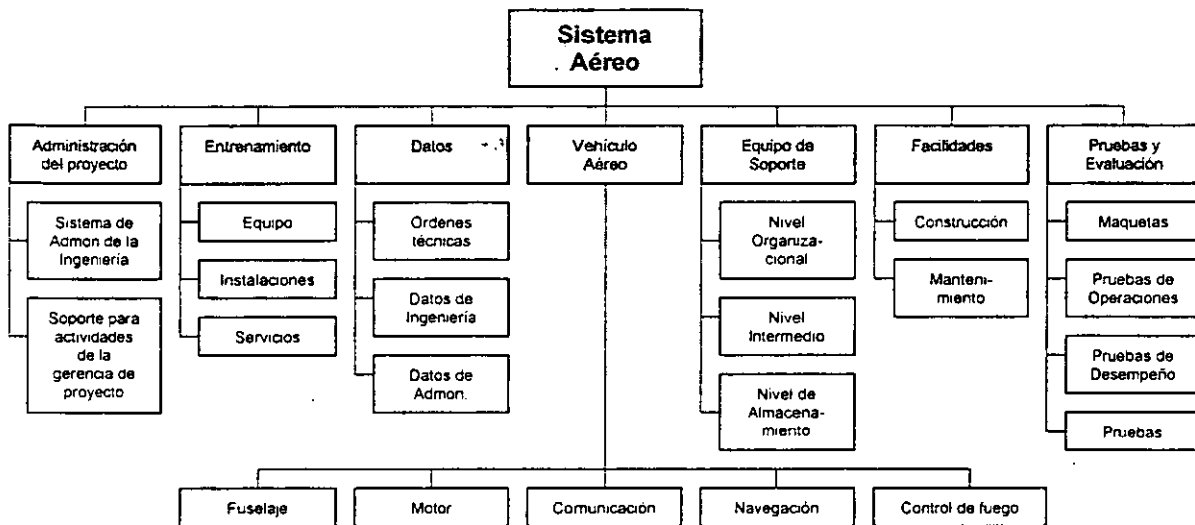 Sistema
Aéreo
Administración
del proyecto
Entrenamiento
Datos
Vehículo
Aéreo
Equipo de
Soporte
Facilidades
Pruebas y
Evaluación
Sistema de
Admon de la
Ingeniería
Soporte para
actividades
de la
gerencia de
proyecto
Equipo
Instalaciones
Servicios
Ordenes
técnicas
Datos de
Ingeniería
Datos de
Admon.
Nivel
Organiza-
cional
Nivel
Intermedio
Nivel de
Almacena-
miento
Construcción
Manteni-
miento
Maquetas
Pruebas de
Operaciones
Pruebas de
Desempeño
Pruebas
Fuselaje
Motor
Comunicación
Navegación
Control de fuego